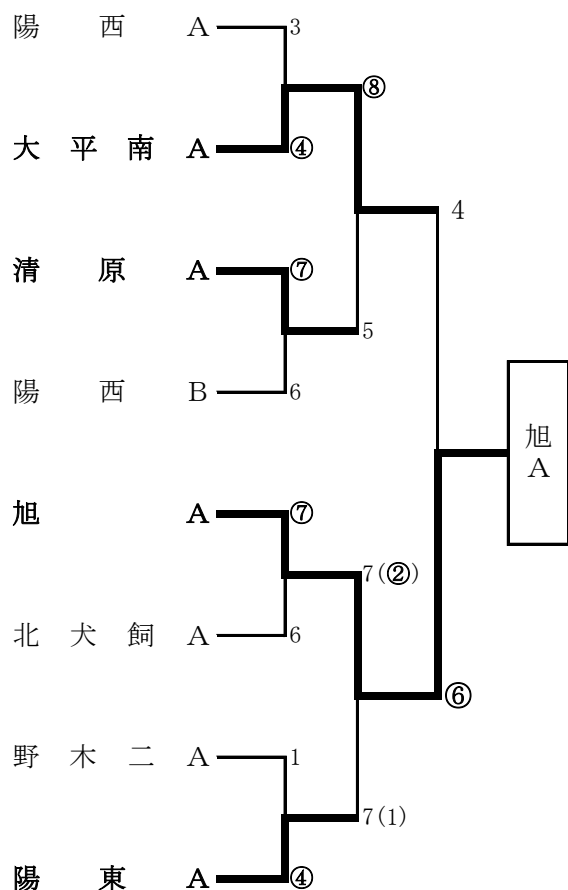 陽西 A 3
⑧
大平南 A ④
4
清原 A ⑦
5
陽西 B 6
旭 A
旭 A ⑦
7(②)
北犬飼 A 6
⑥
野木二 A 1
7(1)
陽東 A ④